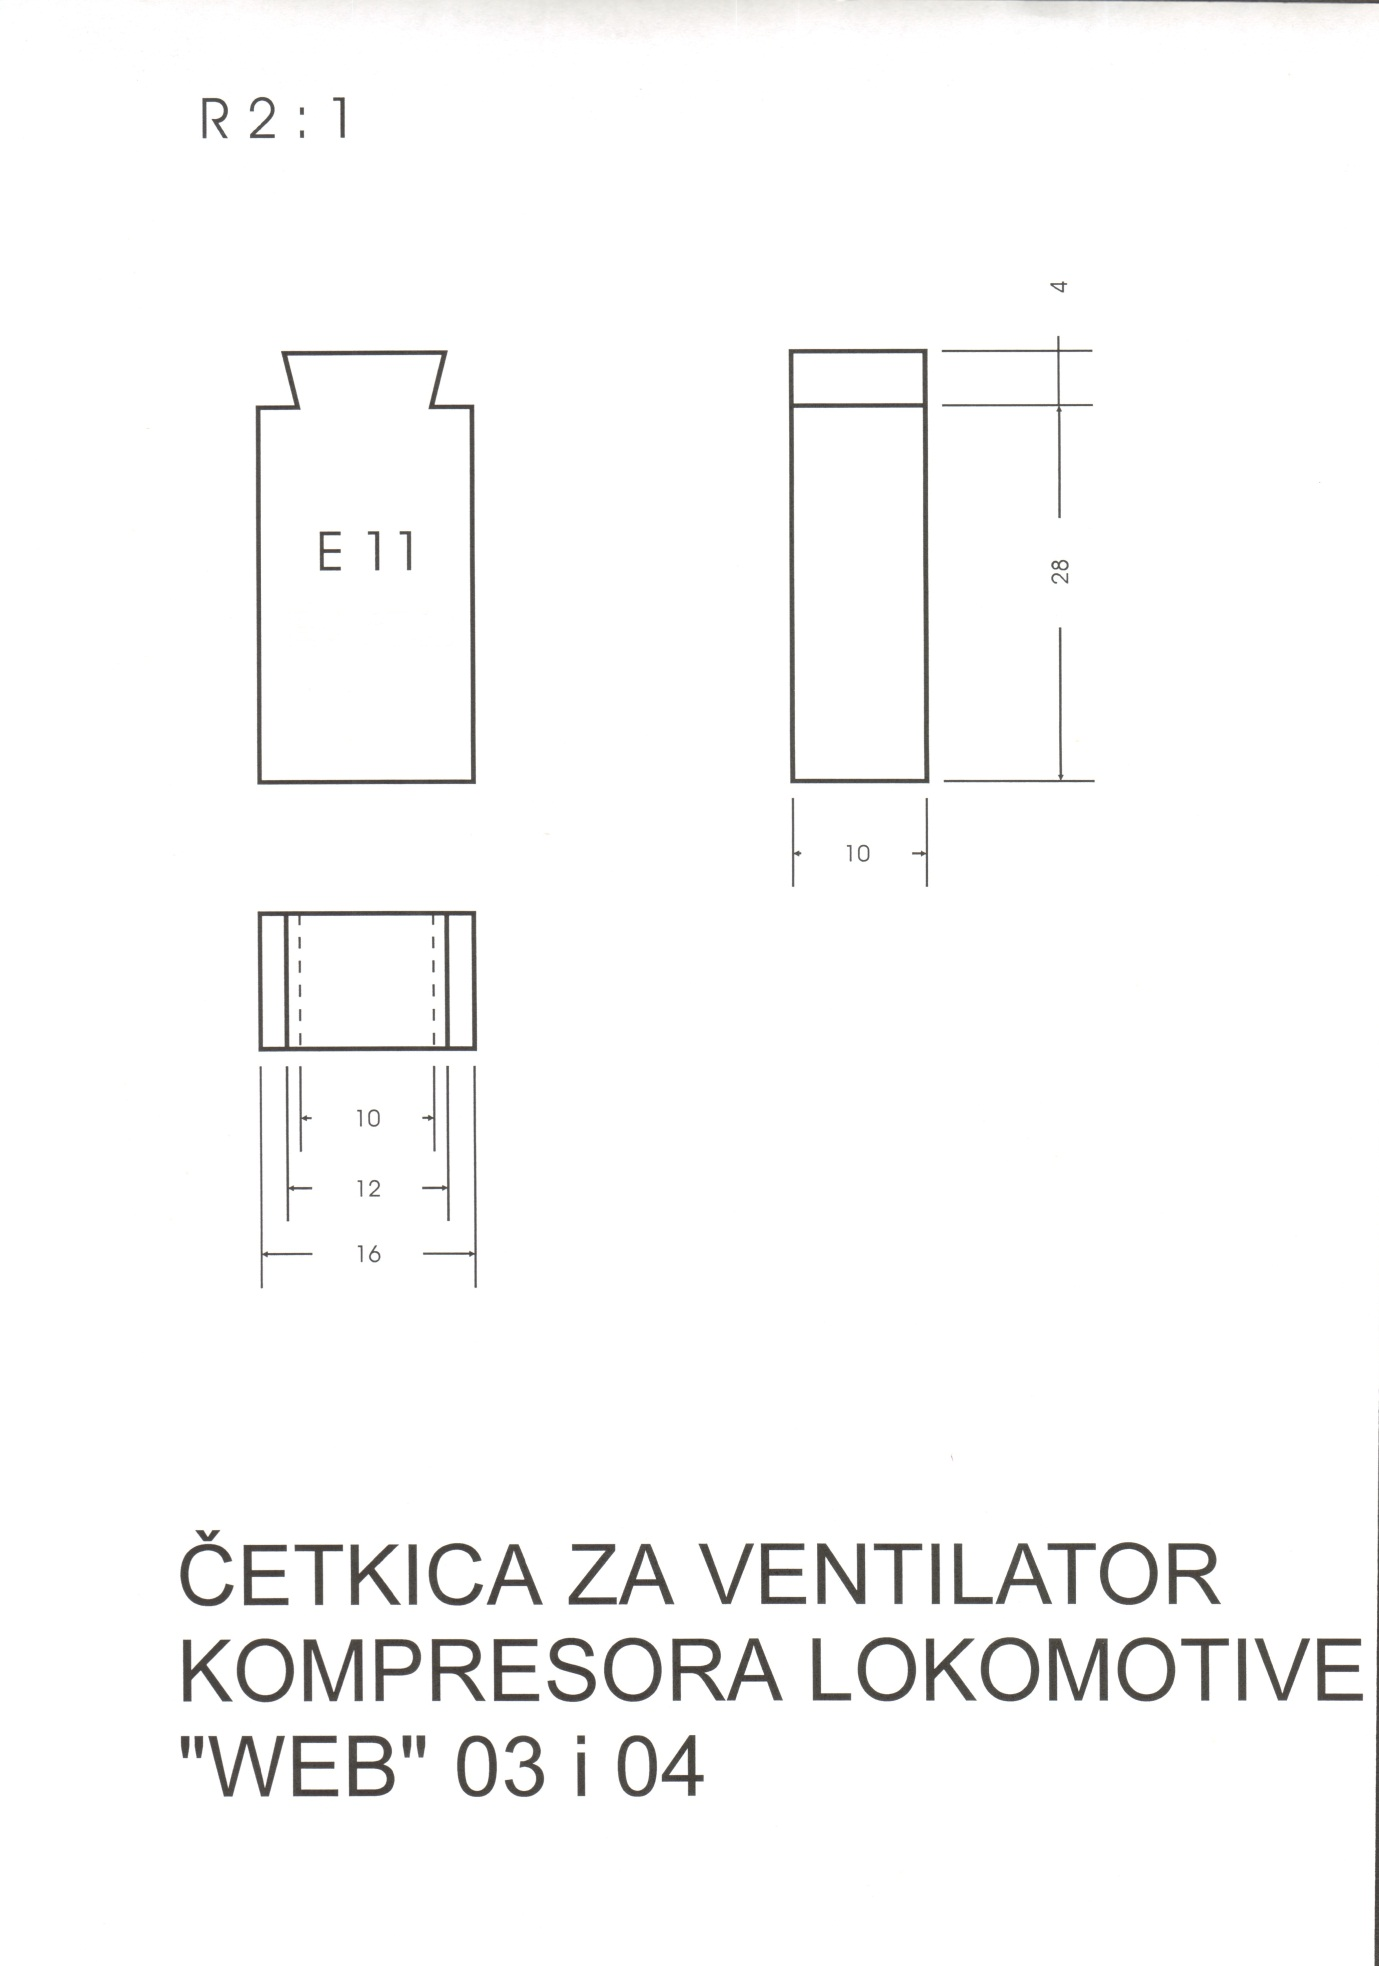 R 2 : 1
4
E 11
28
10
10
12
16
ČETKICA ZA VENTILATOR
KOMPRESORA LOKOMOTIVE
"WEB" 03 i 04